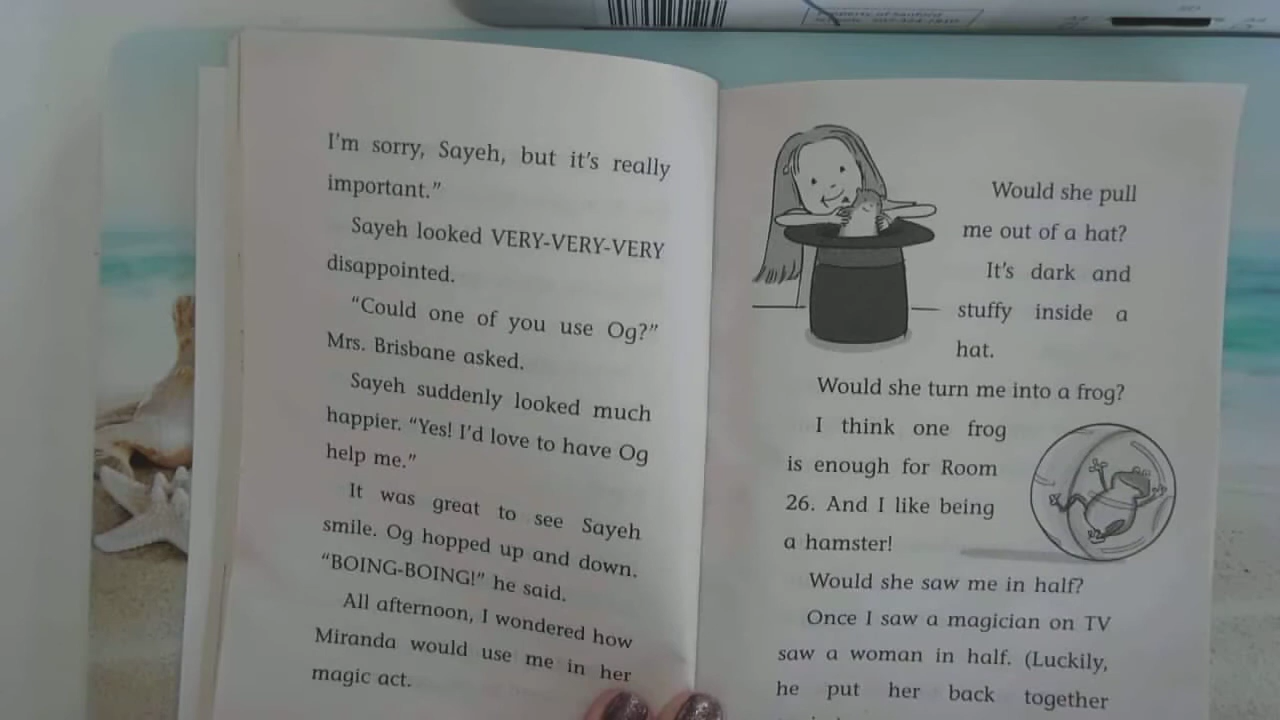 Property of Sanford
I'm sorry, Sayeh, but it's really
important."
Sayeh looked VERY-VERY-VERY
disappointed.
"Could one of you use Og?"
Mrs. Brisbane asked.
Sayeh suddenly looked much
happier. "Yes! I'd love to have Og
help me."
It was great to see Sayeh
smile. Og hopped up and down.
"BOING-BOING!" he said.
All afternoon, I wondered how
Miranda would use me in her
magic act.
Would she pull
me out of a hat?
It's dark and
stuffy inside a
hat.
Would she turn me into a frog?
I think one frog
is enough for Room
26. And I like being
a hamster!
Would she saw me in half?
Once I saw a magician on TV
saw a woman in half. (Luckily,
he put her back together